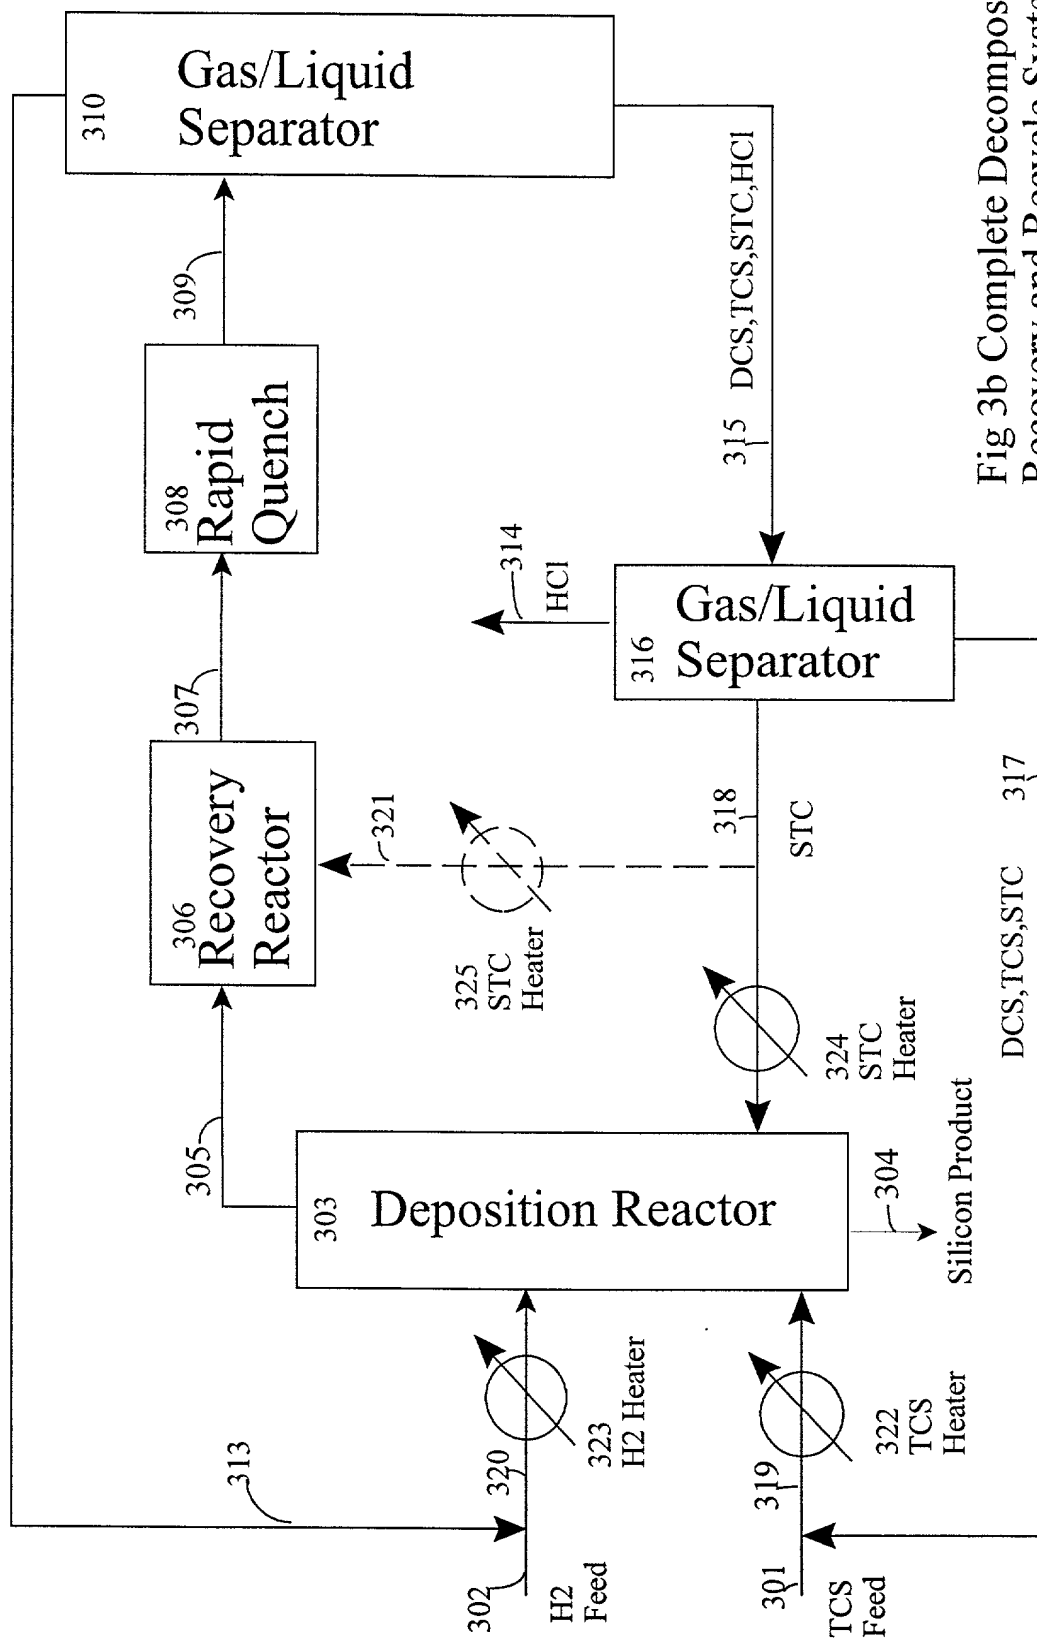 310
Gas/Liquid
Separator
309
308
Rapid
Quench
307
306
Recovery
Reactor
305
321
325
STC
Heater
DCS,TCS,STC,HCl
315
314
HCl
316
Gas/Liquid
Separator
318
STC
324
STC
Heater
303
Deposition Reactor
304
Silicon Product
317
DCS,TCS,STC
313
320
323
H2 Heater
302
H2
Feed
319
322
TCS
Heater
301
TCS
Feed
Fig 3b Complete
Recovery and Recycle